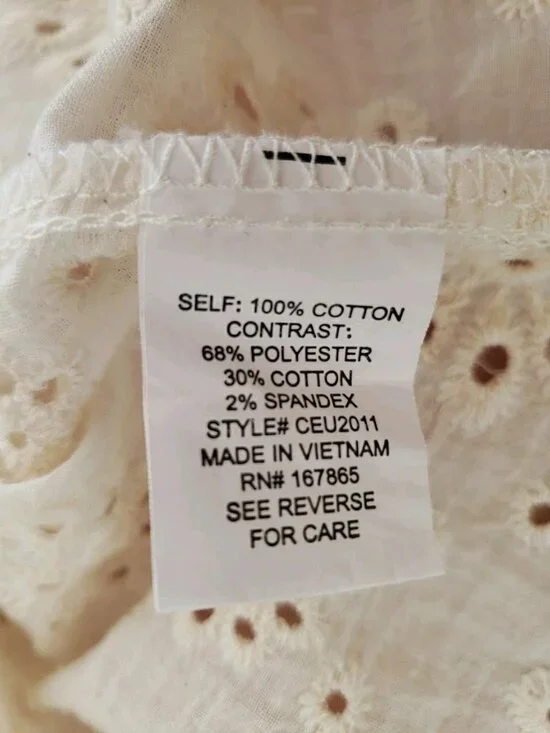 SELF: 100% COTTON
CONTRAST:
68% POLYESTER
30% COTTON
2% SPANDEX
STYLE# CEU2011
MADE IN VIETNAM
RN# 167865
SEE REVERSE
FOR CARE